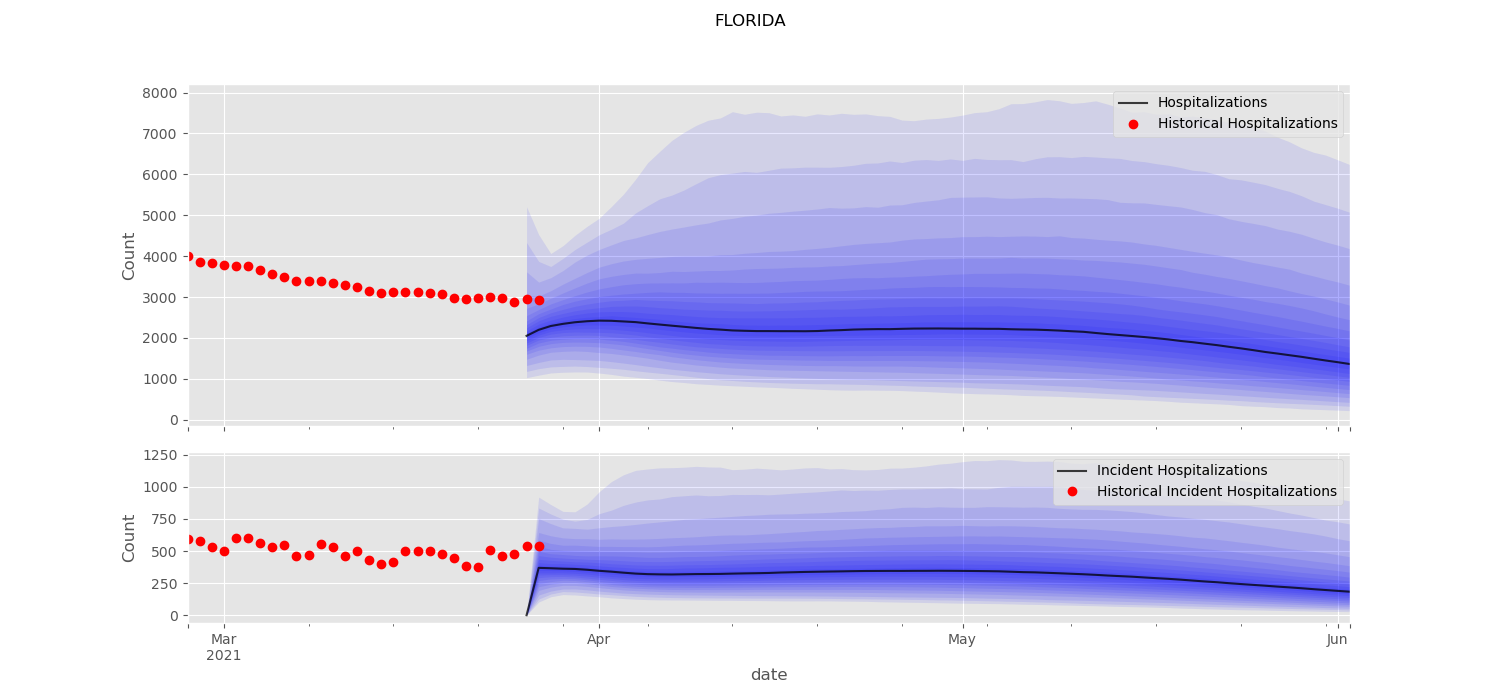 FLORIDA
8000
7000
6000
5000
4000
3000
2000
1000
0
Count
Hospitalizations
Historical Hospitalizations
1250
1000
750
500
250
0
Count
Incident Hospitalizations
Historical Incident Hospitalizations
Mar Apr May Jun
2021
date